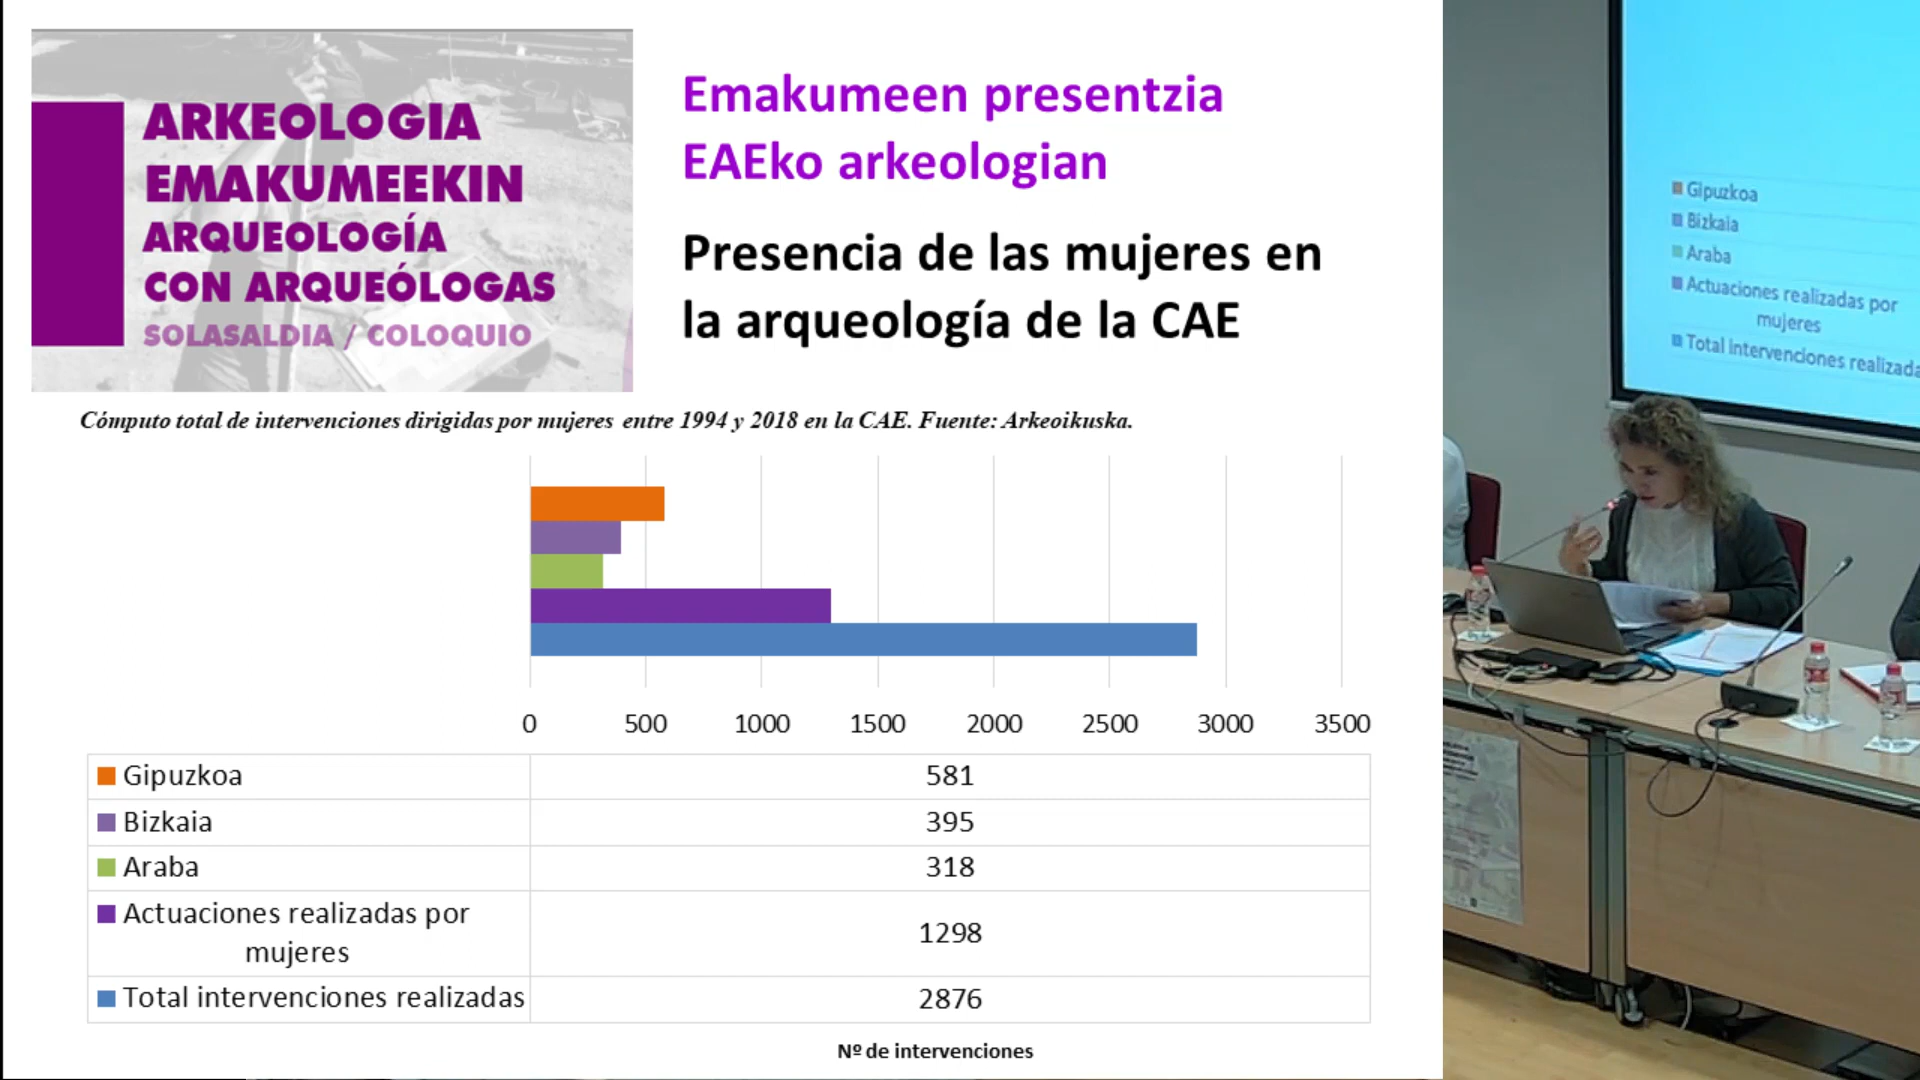 ARKEOLOGIA
EMAKUMEEKIN
ARQUEOLOGÍA
CON ARQUEÓLOGAS
SOLASALDIA / COLOQUIO
Emakumeen presentzia
EAEko arkeologian
Presencia de las mujeres en
la arqueología de la CAE
Cómputo total de intervenciones dirigidas por mujeres entre 1994 y 2018 en la CAE. Fuente: Arkeoikuska.
0 500 1000 1500 2000 2500 3000 3500
Gipuzkoa 581
Bizkaia 395
Araba 318
Actuaciones realizadas por
mujeres 1298
Total intervenciones realizadas 2876
Nº de intervenciones
Gipuzkoa
Bizkaia
Araba
Actuaciones realizadas por
mujeres
Total intervenciones realizada